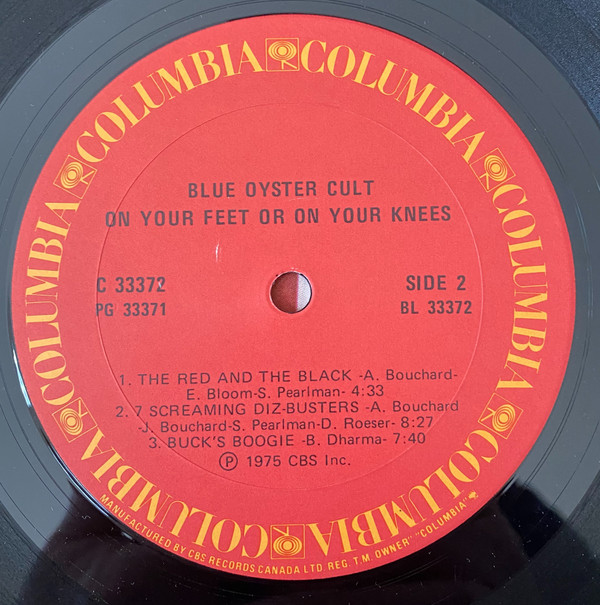 COLUMBIA COLUMBIA COLUMBIA COLUMBIA COLUMBIA COLUMBIA COLUMBIA COLUMBIA
BLUE OYSTER CULT
ON YOUR FEET OR ON YOUR KNEES
C 33372 SIDE 2
PG 33371 BL 33372
1. THE RED AND THE BLACK -A. Bouchard-
E. Bloom-S. Pearlman- 4:33
2. 7 SCREAMING DIZ-BUSTERS -A. Bouchard
-J. Bouchard-S. Pearlman-D. Roeser- 8:27
3. BUCK'S BOOGIE -B. Dharma- 7:40
Ⓟ 1975 CBS Inc.
MANUFACTURED BY CBS RECORDS CANADA LTD. REG. T.M. OWNER "COLUMBIA"